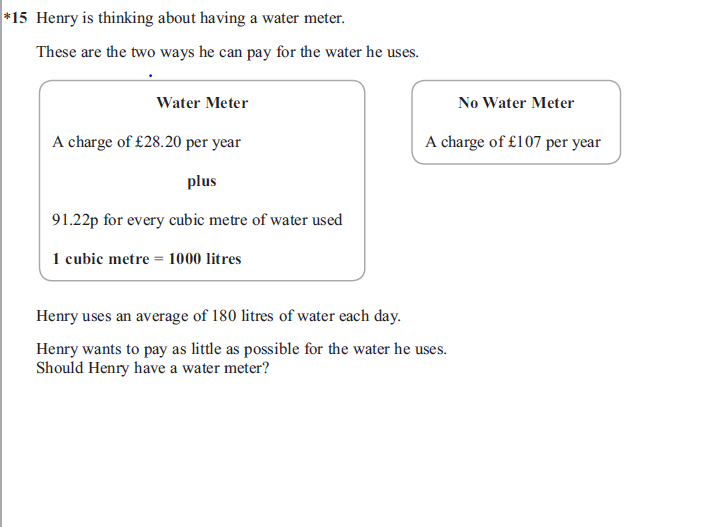 *15 Henry is thinking about having a water meter.
These are the two ways he can pay for the water he uses.
Water Meter
A charge of £28.20 per year
plus
91.22p for every cubic metre of water used
1 cubic metre = 1000 litres
No Water Meter
A charge of £107 per year
Henry uses an average of 180 litres of water each day.
Henry wants to pay as little as possible for the water he uses.
Should Henry have a water meter?